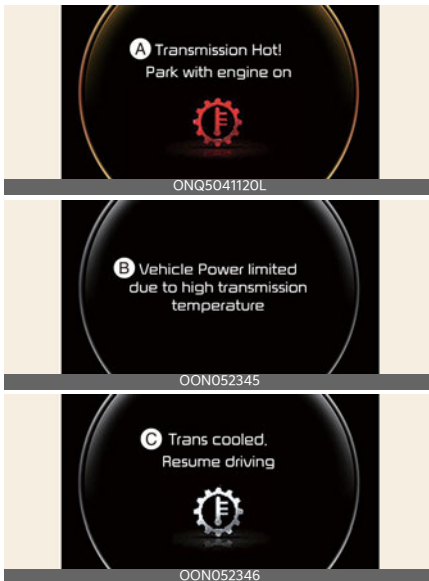 A Transmission Hot!
Park with engine on
ONQ5041120L
B Vehicle Power limited
due to high transmission
temperature
OON052345
C Trans cooled.
Resume driving
OON052346